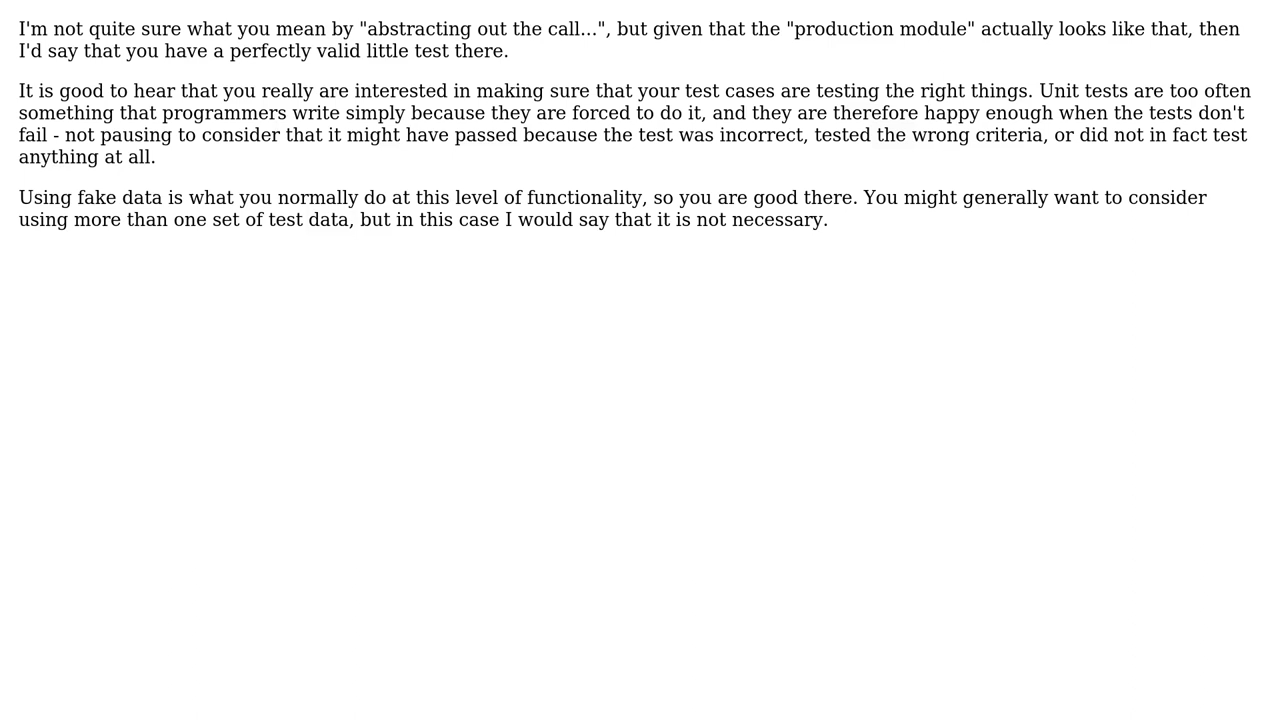 I'm not quite sure what you mean by "abstracting out the call...", but given that the "production module" actually looks like that, then
I'd say that you have a perfectly valid little test there.
It is good to hear that you really are interested in making sure that your test cases are testing the right things. Unit tests are too often
something that programmers write simply because they are forced to do it, and they are therefore happy enough when the tests don't
fail - not pausing to consider that it might have passed because the test was incorrect, tested the wrong criteria, or did not in fact test
anything at all.
Using fake data is what you normally do at this level of functionality, so you are good there. You might generally want to consider
using more than one set of test data, but in this case I would say that it is not necessary.